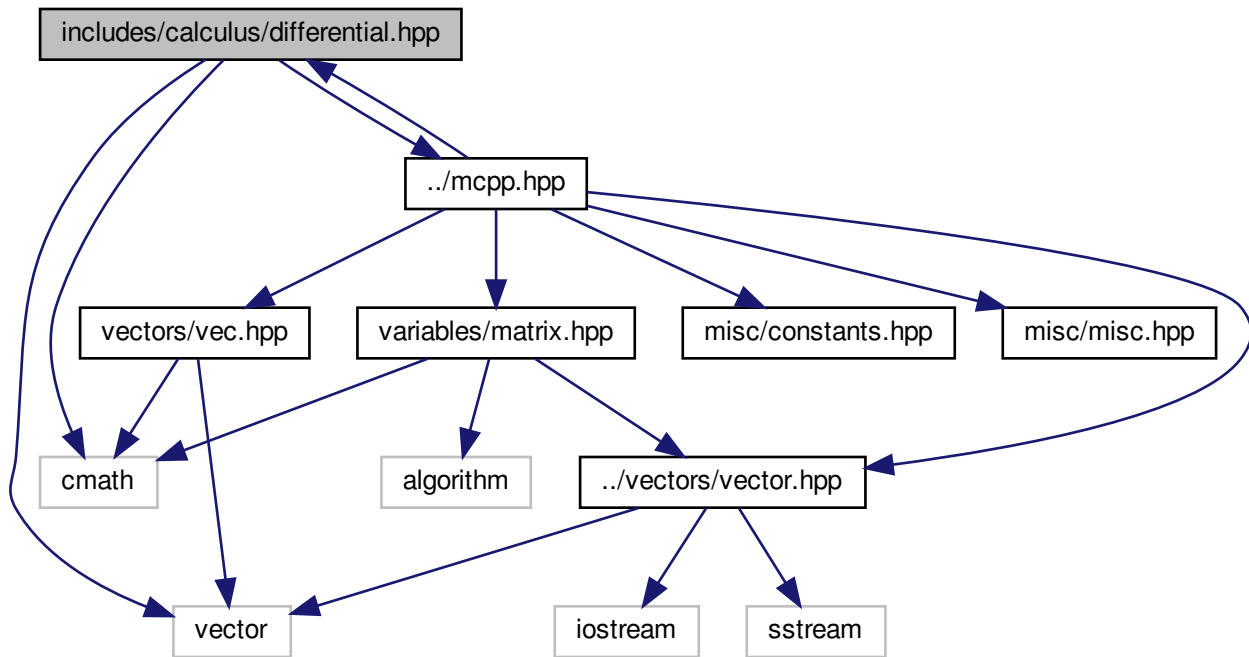 includes/calculus/differential.hpp
../mcpp.hpp
vectors/vec.hpp
variables/matrix.hpp
misc/constants.hpp
misc/misc.hpp
cmath
algorithm
../vectors/vector.hpp
vector
iostream
sstream